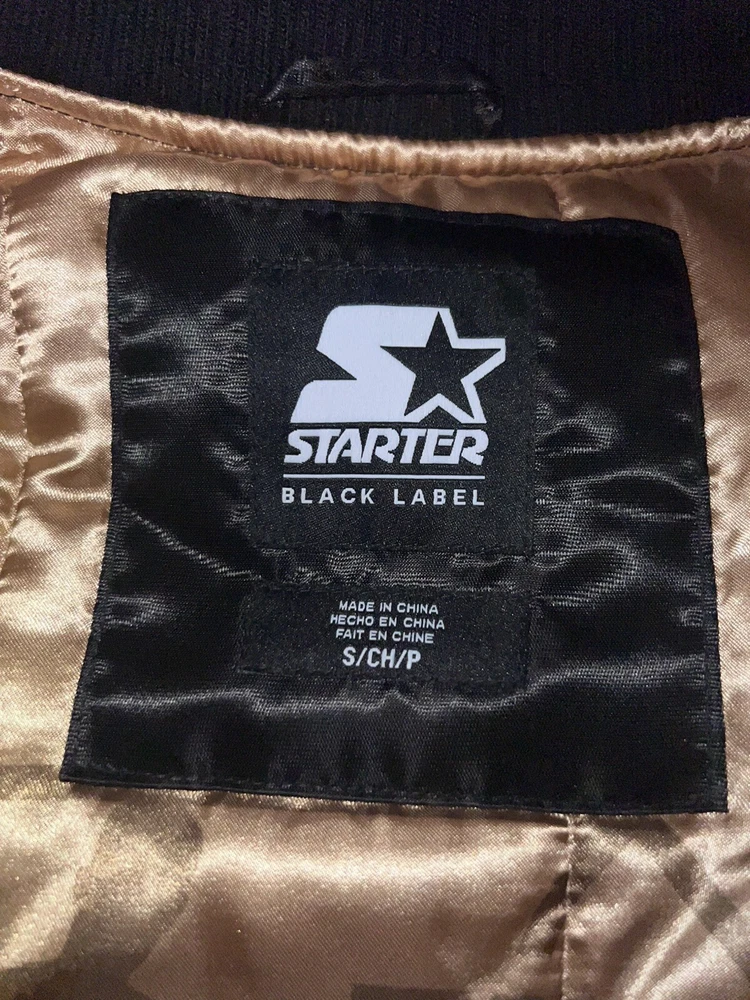 STARTER
BLACK LABEL
MADE IN CHINA
HECHO EN CHINA
FAIT EN CHINE
S/CH/P